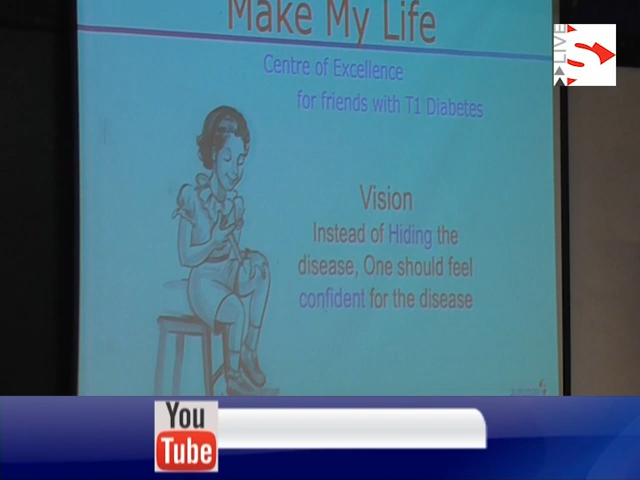 Make My Life
Centre of Excellence
for friends with T1 Diabetes
Vision
Instead of Hiding the
disease, One should feel
confident for the disease
LIVE
You
Tube